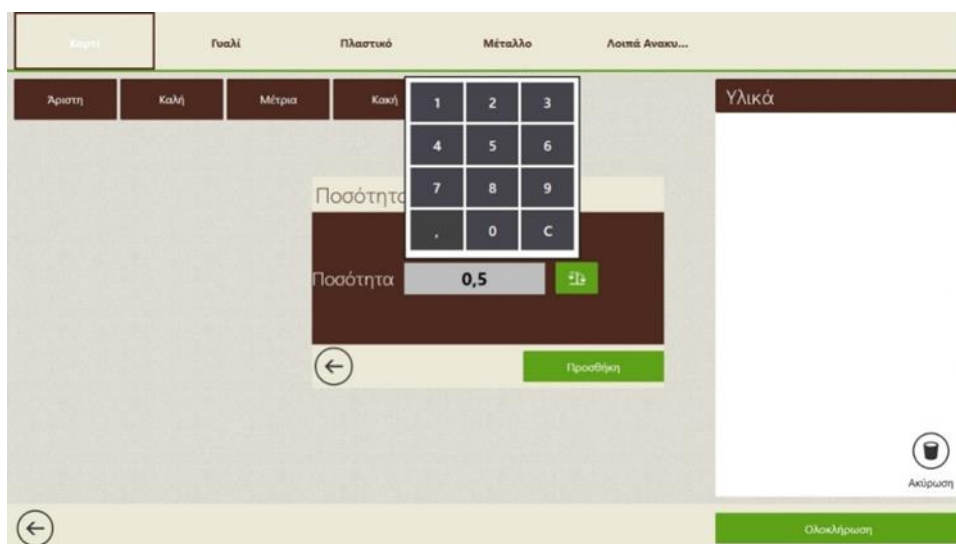 Χαρτί Γυαλί Πλαστικό Μέταλλο Λοιπά Ανακυ...
Άριστη Καλή Μέτρια Κακή
Υλικά
1 2 3
4 5 6
7 8 9
, 0 C
Ποσότητα
Ποσότητα 0,5
Προσθήκη
Ακύρωση
Ολοκλήρωση